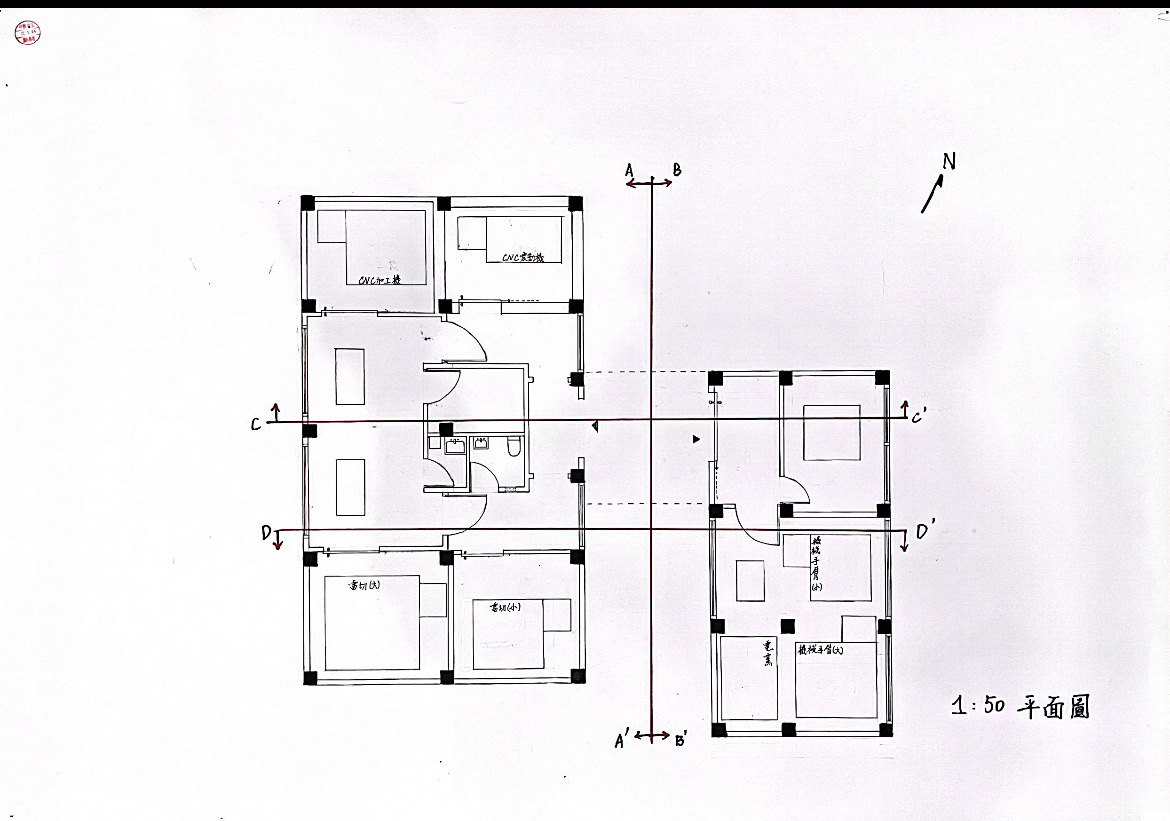 A B
N
CNC加工機
CNC雷射機
C C'
D D'
雷切(大)
雷切(小)
機械手臂(小)
電窯
機械手臂(大)
1:50 平面圖
A' B'